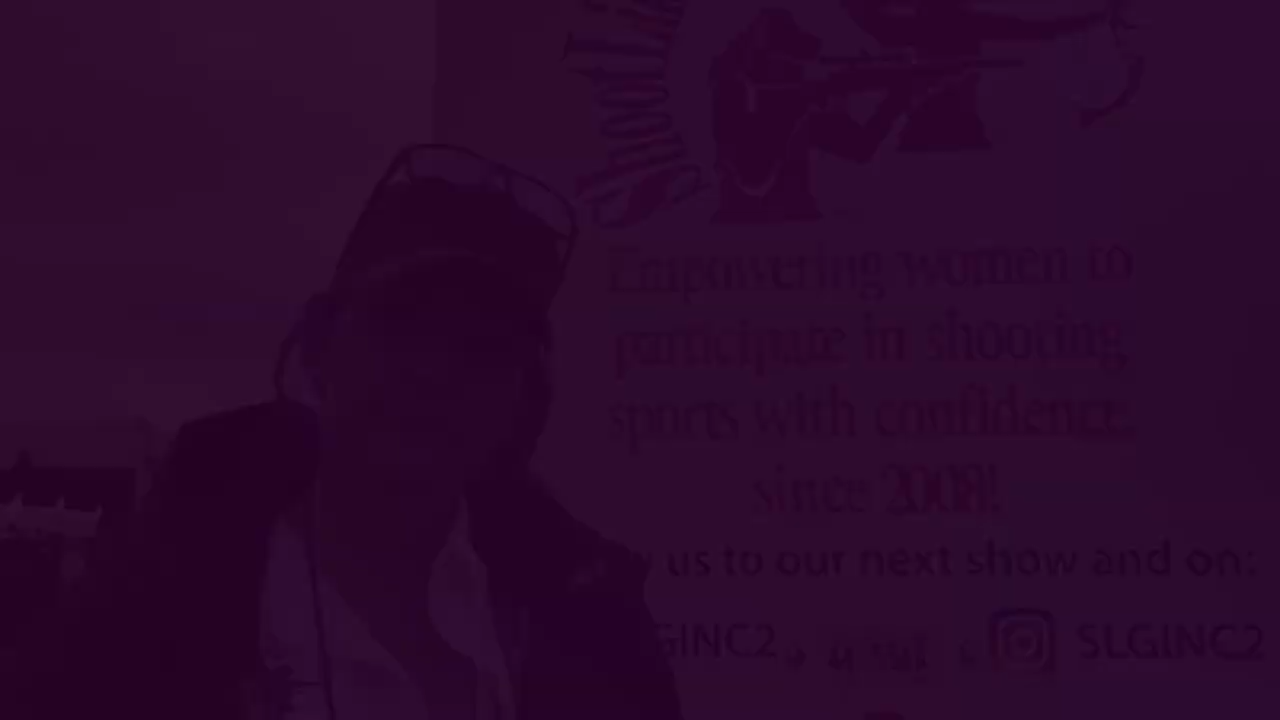 Empowering women to
participate in shooting
sports with confidence.
since 2008!
us to our next show and on:
GINC2 SLGINC2